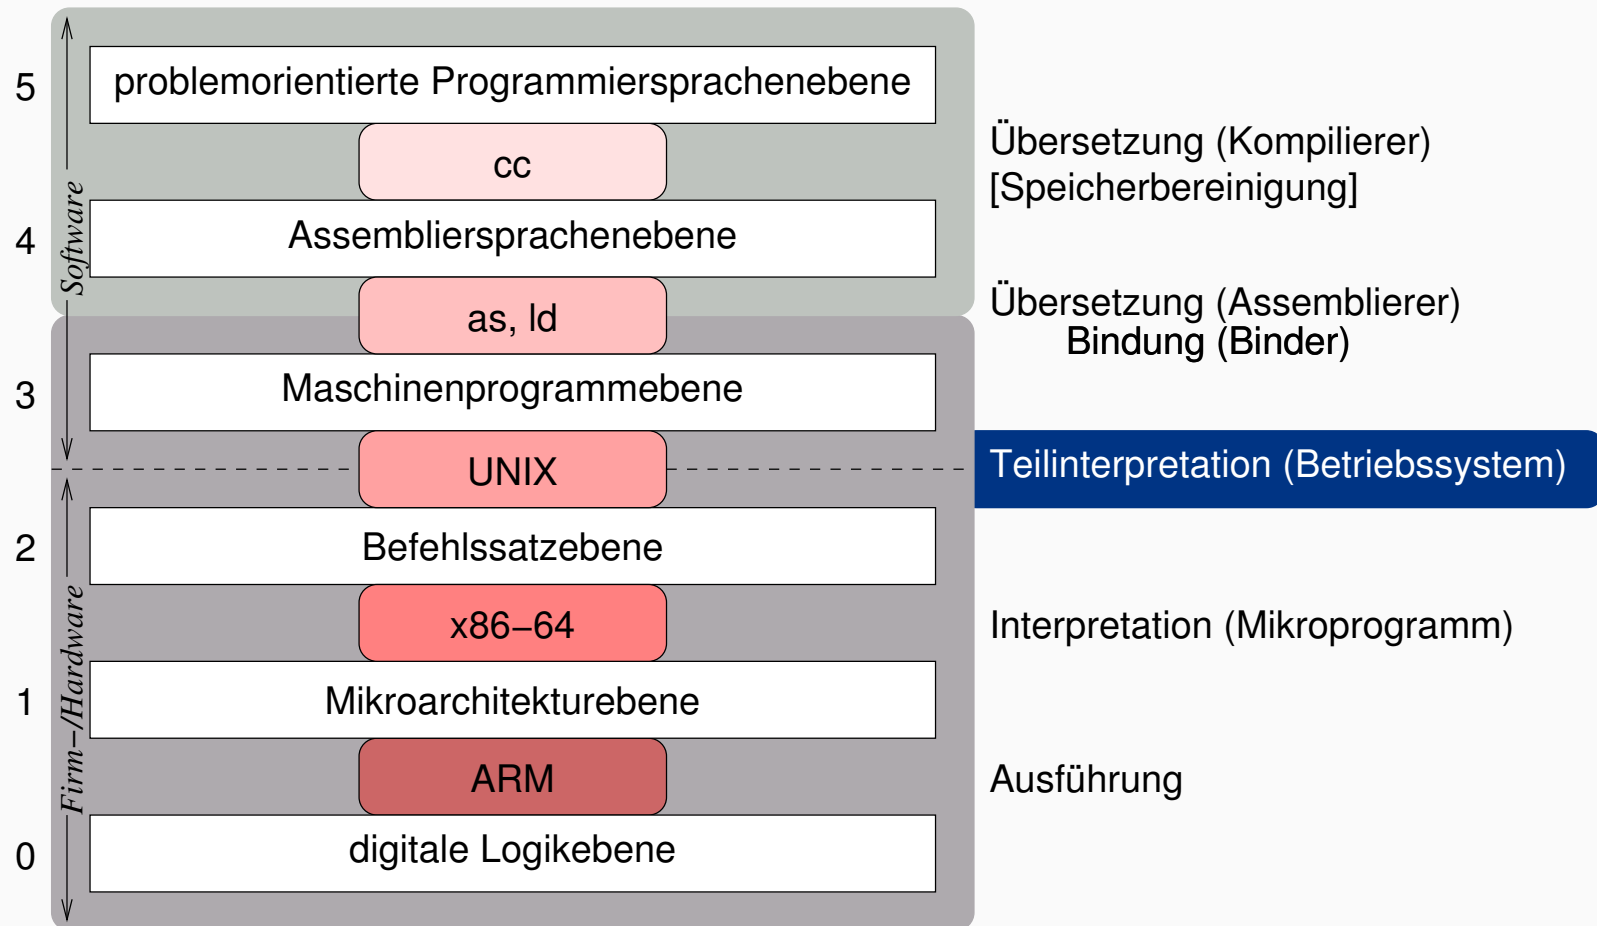 5
problemorientierte Programmiersprachenebene
cc
Übersetzung (Kompilierer)
[Speicherbereinigung]
4
Assembliersprachenebene
Software
as, ld
Übersetzung (Assemblierer)
Bindung (Binder)
3
Maschinenprogrammebene
UNIX
Teilinterpretation (Betriebssystem)
2
Befehlssatzebene
x86–64
Interpretation (Mikroprogramm)
Firm–/Hardware
1
Mikroarchitekturebene
ARM
Ausführung
0
digitale Logikebene